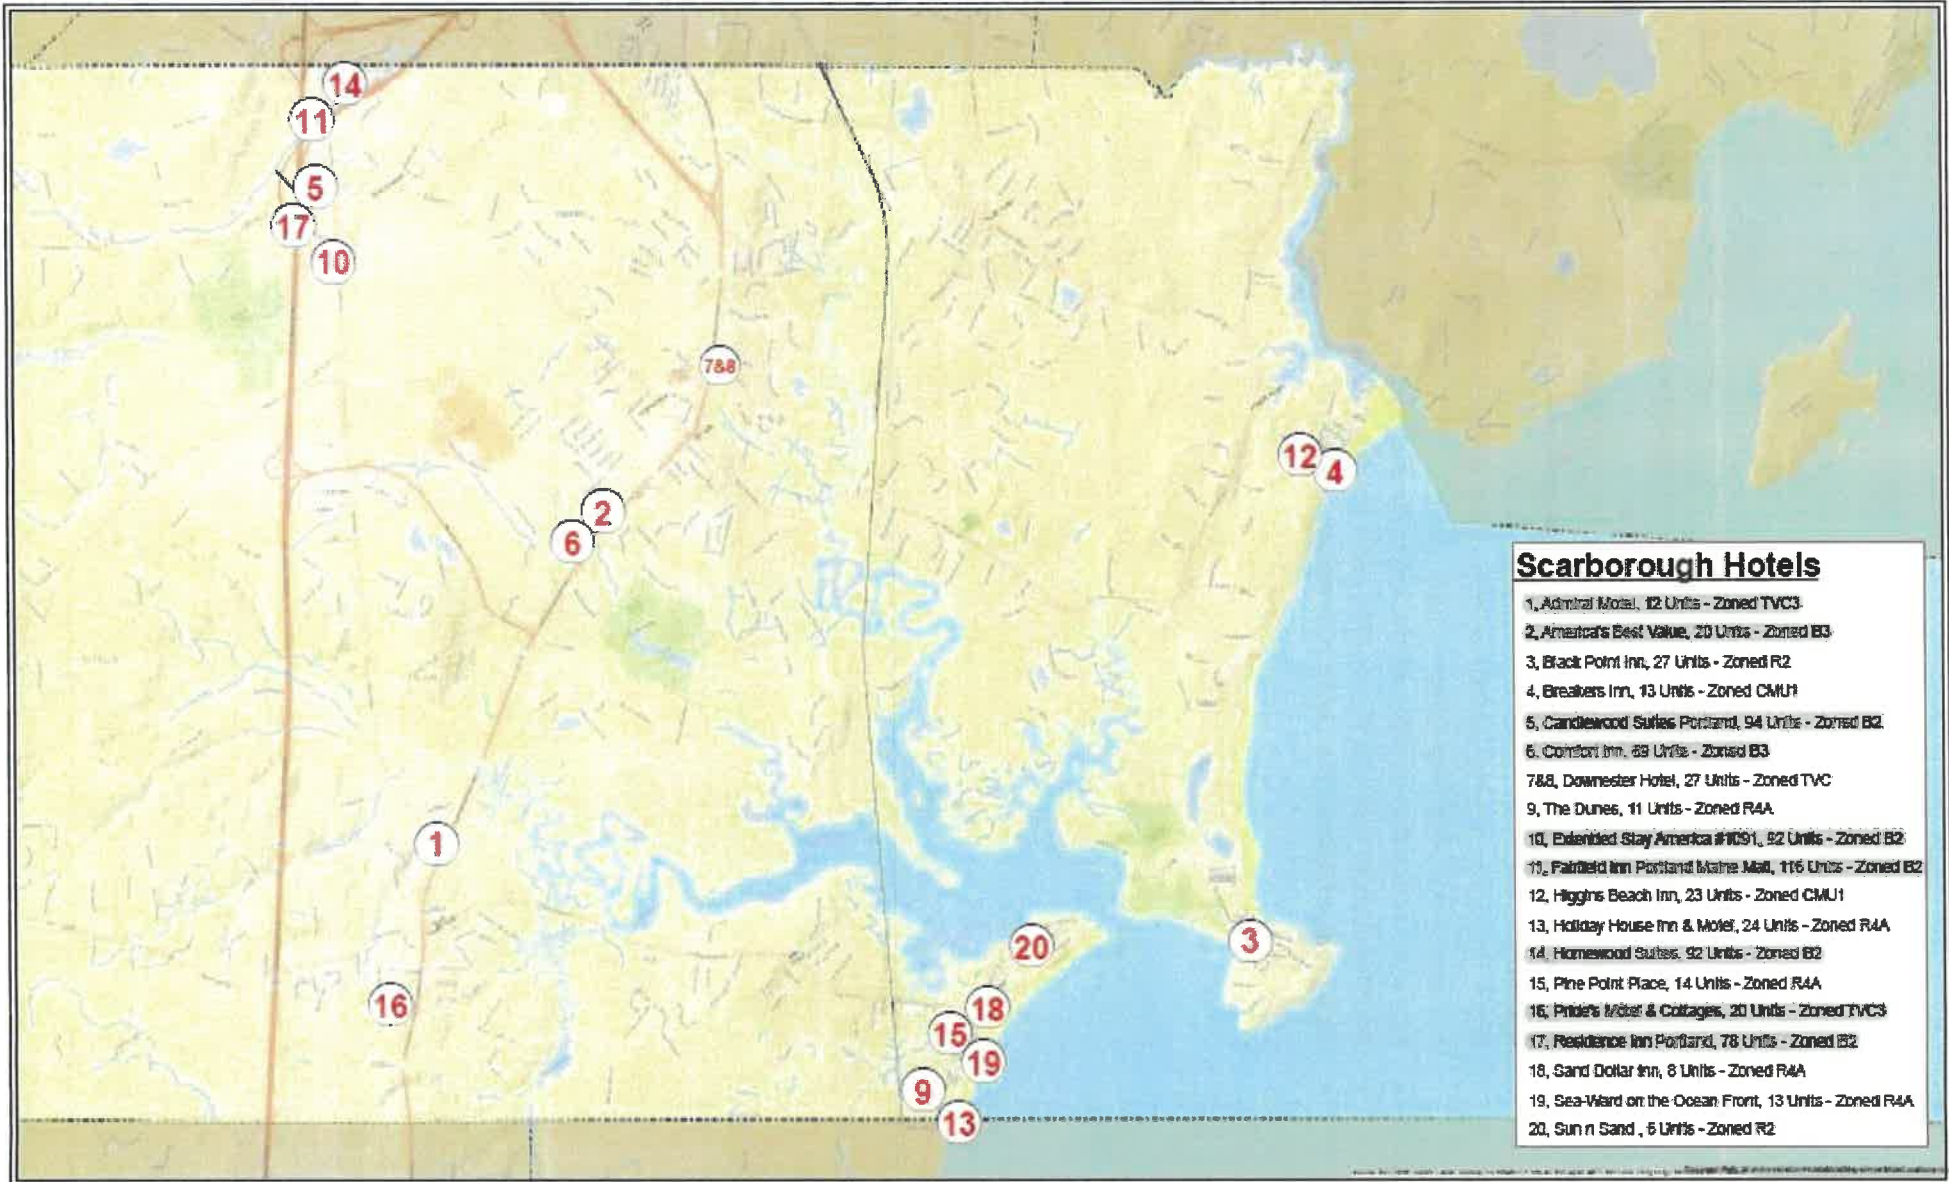 14
11
5
17
10
7&8
12
4
2
6
1
3
20
16
18
15
19
9
13
Scarborough Hotels
1, Admiral Motel, 12 Units - Zoned TVC3
2, America's Best Value, 20 Units - Zoned B3
3, Black Point Inn, 27 Units - Zoned R2
4, Breakers Inn, 13 Units - Zoned CMU1
5, Candlewood Suites Portland, 94 Units - Zoned B2
6, Comfort Inn, 69 Units - Zoned B3
7&8, Downeaster Hotel, 27 Units - Zoned TVC
9, The Dunes, 11 Units - Zoned R4A
10, Extended Stay America #1091, 92 Units - Zoned B2
11, Fairfield Inn Portland Maine Mall, 116 Units - Zoned B2
12, Higgins Beach Inn, 23 Units - Zoned CMU1
13, Holiday House Inn & Motel, 24 Units - Zoned R4A
14, Homewood Suites, 92 Units - Zoned B2
15, Pine Point Place, 14 Units - Zoned R4A
16, Pride's Motel & Cottages, 20 Units - Zoned TVC3
17, Residence Inn Portland, 78 Units - Zoned B2
18, Sand Dollar Inn, 8 Units - Zoned R4A
19, Sea-Ward on the Ocean Front, 13 Units - Zoned R4A
20, Sun n Sand , 6 Units - Zoned R2